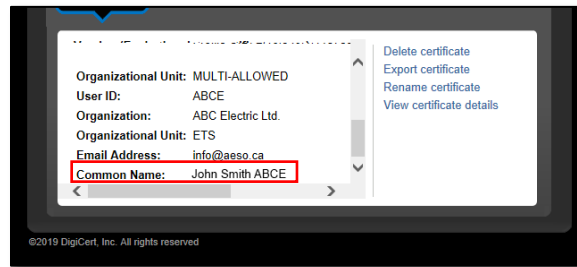 Organizational Unit: MULTI-ALLOWED
User ID: ABCE
Organization: ABC Electric Ltd.
Organizational Unit: ETS
Email Address: info@aeso.ca
Common Name: John Smith ABCE
Delete certificate
Export certificate
Rename certificate
View certificate details
©2019 DigiCert, Inc. All rights reserved